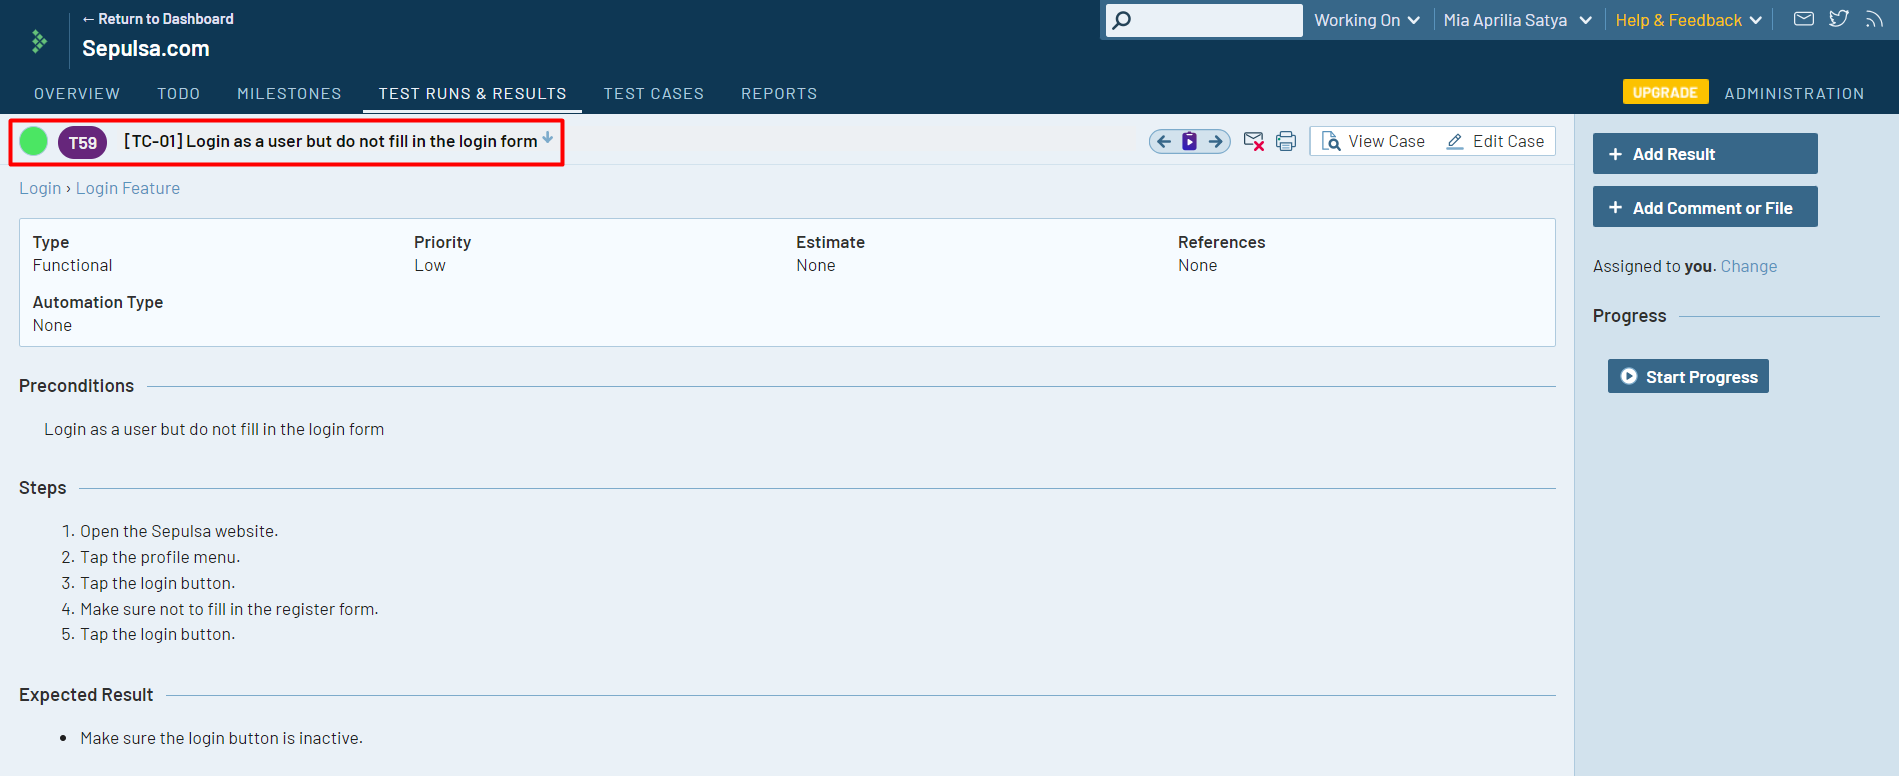 ← Return to Dashboard
Sepulsa.com
Working On
Mia Aprilia Satya
Help & Feedback
OVERVIEW
TODO
MILESTONES
TEST RUNS & RESULTS
TEST CASES
REPORTS
UPGRADE
ADMINISTRATION
T59
[TC-01] Login as a user but do not fill in the login form
View Case
Edit Case
Login › Login Feature
Type
Priority
Estimate
References
Functional
Low
None
None
Automation Type
None
Preconditions
Login as a user but do not fill in the login form
Steps
1. Open the Sepulsa website.
2. Tap the profile menu.
3. Tap the login button.
4. Make sure not to fill in the register form.
5. Tap the login button.
Expected Result
• Make sure the login button is inactive.
+ Add Result
+ Add Comment or File
Assigned to you. Change
Progress
Start Progress